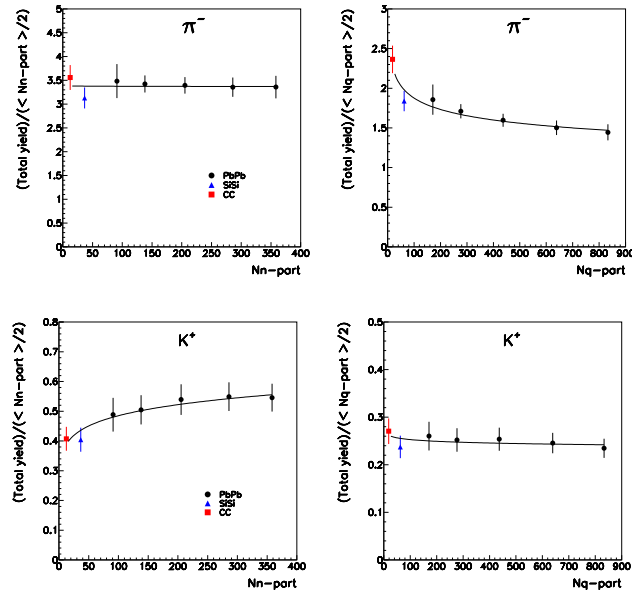 π⁻
(Total yield)/(< Nn-part >/2)
5
4.5
4
3.5
3
2.5
2
1.5
1
0.5
0
PbPb
SiSi
CC
0 50 100 150 200 250 300 350 400
Nn-part
π⁻
(Total yield)/(< Nq-part >/2)
3
2.5
2
1.5
1
0.5
0
0 100 200 300 400 500 600 700 800 900
Nq-part
K⁺
(Total yield)/(< Nn-part >/2)
0.8
0.7
0.6
0.5
0.4
0.3
0.2
0.1
0
PbPb
SiSi
CC
0 50 100 150 200 250 300 350 400
Nn-part
K⁺
(Total yield)/(< Nq-part >/2)
0.5
0.4
0.3
0.2
0.1
0
0 100 200 300 400 500 600 700 800 900
Nq-part